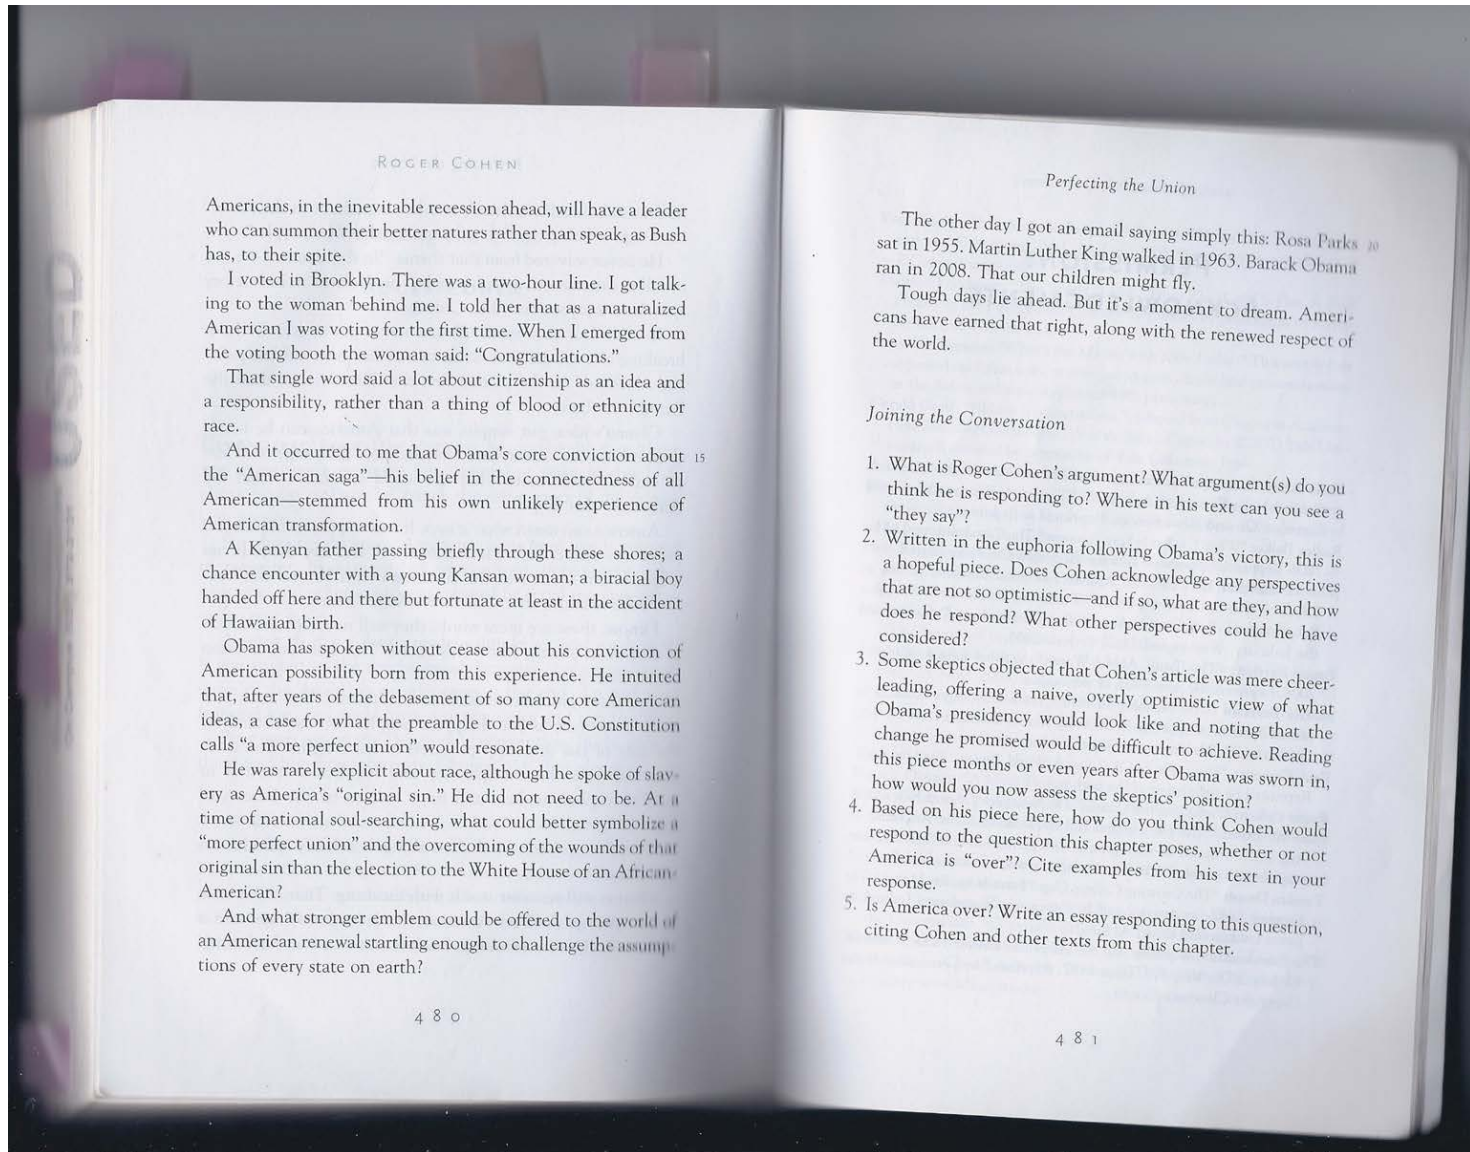 ROGER COHEN
Americans, in the inevitable recession ahead, will have a leader
who can summon their better natures rather than speak, as Bush
has, to their spite.
I voted in Brooklyn. There was a two-hour line. I got talk-
ing to the woman behind me. I told her that as a naturalized
American I was voting for the first time. When I emerged from
the voting booth the woman said: “Congratulations.”
That single word said a lot about citizenship as an idea and
a responsibility, rather than a thing of blood or ethnicity or
race.
And it occurred to me that Obama’s core conviction about 15
the “American saga”—his belief in the connectedness of all
American—stemmed from his own unlikely experience of
American transformation.
A Kenyan father passing briefly through these shores; a
chance encounter with a young Kansan woman; a biracial boy
handed off here and there but fortunate at least in the accident
of Hawaiian birth.
Obama has spoken without cease about his conviction of
American possibility born from this experience. He intuited
that, after years of the debasement of so many core American
ideas, a case for what the preamble to the U.S. Constitution
calls “a more perfect union” would resonate.
He was rarely explicit about race, although he spoke of slav-
ery as America’s “original sin.” He did not need to be. At a
time of national soul-searching, what could better symbolize a
“more perfect union” and the overcoming of the wounds of that
original sin than the election to the White House of an African-
American?
And what stronger emblem could be offered to the world of
an American renewal startling enough to challenge the assump
tions of every state on earth?
480
Perfecting the Union
The other day I got an email saying simply this: Rosa Parks 20
sat in 1955. Martin Luther King walked in 1963. Barack Obama
ran in 2008. That our children might fly.
Tough days lie ahead. But it’s a moment to dream. Ameri-
cans have earned that right, along with the renewed respect of
the world.
Joining the Conversation
1. What is Roger Cohen’s argument? What argument(s) do you
think he is responding to? Where in his text can you see a
“they say”?
2. Written in the euphoria following Obama’s victory, this is
a hopeful piece. Does Cohen acknowledge any perspectives
that are not so optimistic—and if so, what are they, and how
does he respond? What other perspectives could he have
considered?
3. Some skeptics objected that Cohen’s article was mere cheer-
leading, offering a naive, overly optimistic view of what
Obama’s presidency would look like and noting that the
change he promised would be difficult to achieve. Reading
this piece months or even years after Obama was sworn in,
how would you now assess the skeptics’ position?
4. Based on his piece here, how do you think Cohen would
respond to the question this chapter poses, whether or not
America is “over”? Cite examples from his text in your
response.
5. Is America over? Write an essay responding to this question,
citing Cohen and other texts from this chapter.
481